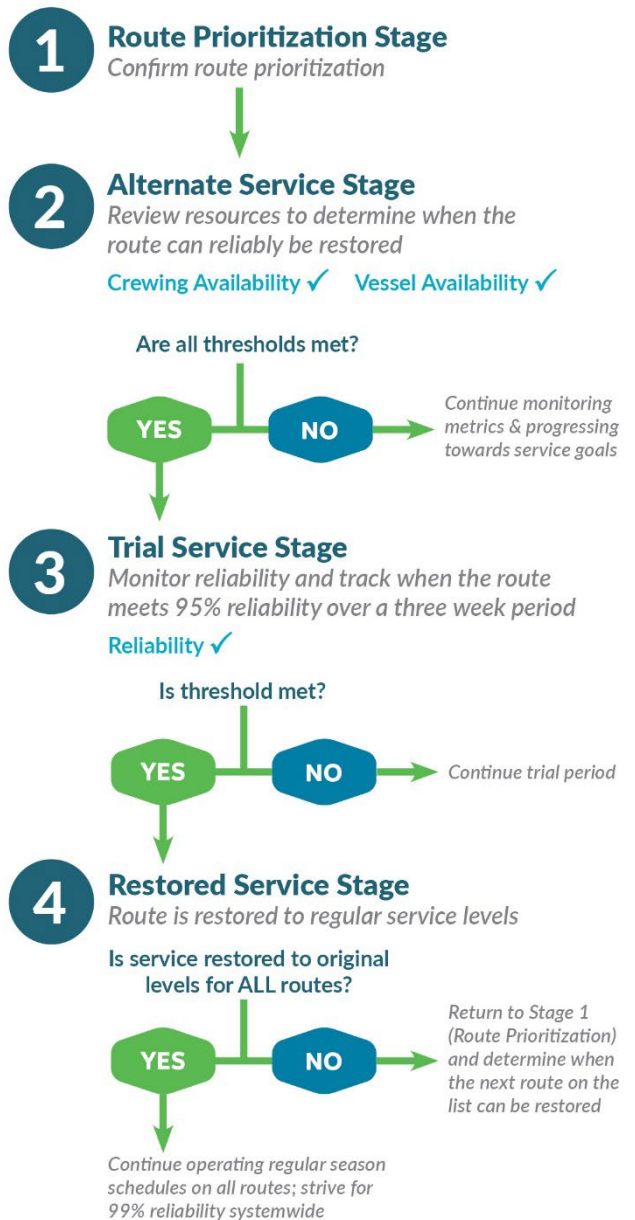 1
Route Prioritization Stage
Confirm route prioritization
2
Alternate Service Stage
Review resources to determine when the
route can reliably be restored
Crewing Availability ✓ Vessel Availability ✓
Are all thresholds met?
YES
NO
Continue monitoring
metrics & progressing
towards service goals
3
Trial Service Stage
Monitor reliability and track when the route
meets 95% reliability over a three week period
Reliability ✓
Is threshold met?
YES
NO
Continue trial period
4
Restored Service Stage
Route is restored to regular service levels
Is service restored to original
levels for ALL routes?
YES
NO
Return to Stage 1
(Route Prioritization)
and determine when
the next route on the
list can be restored
Continue operating regular season
schedules on all routes; strive for
99% reliability systemwide